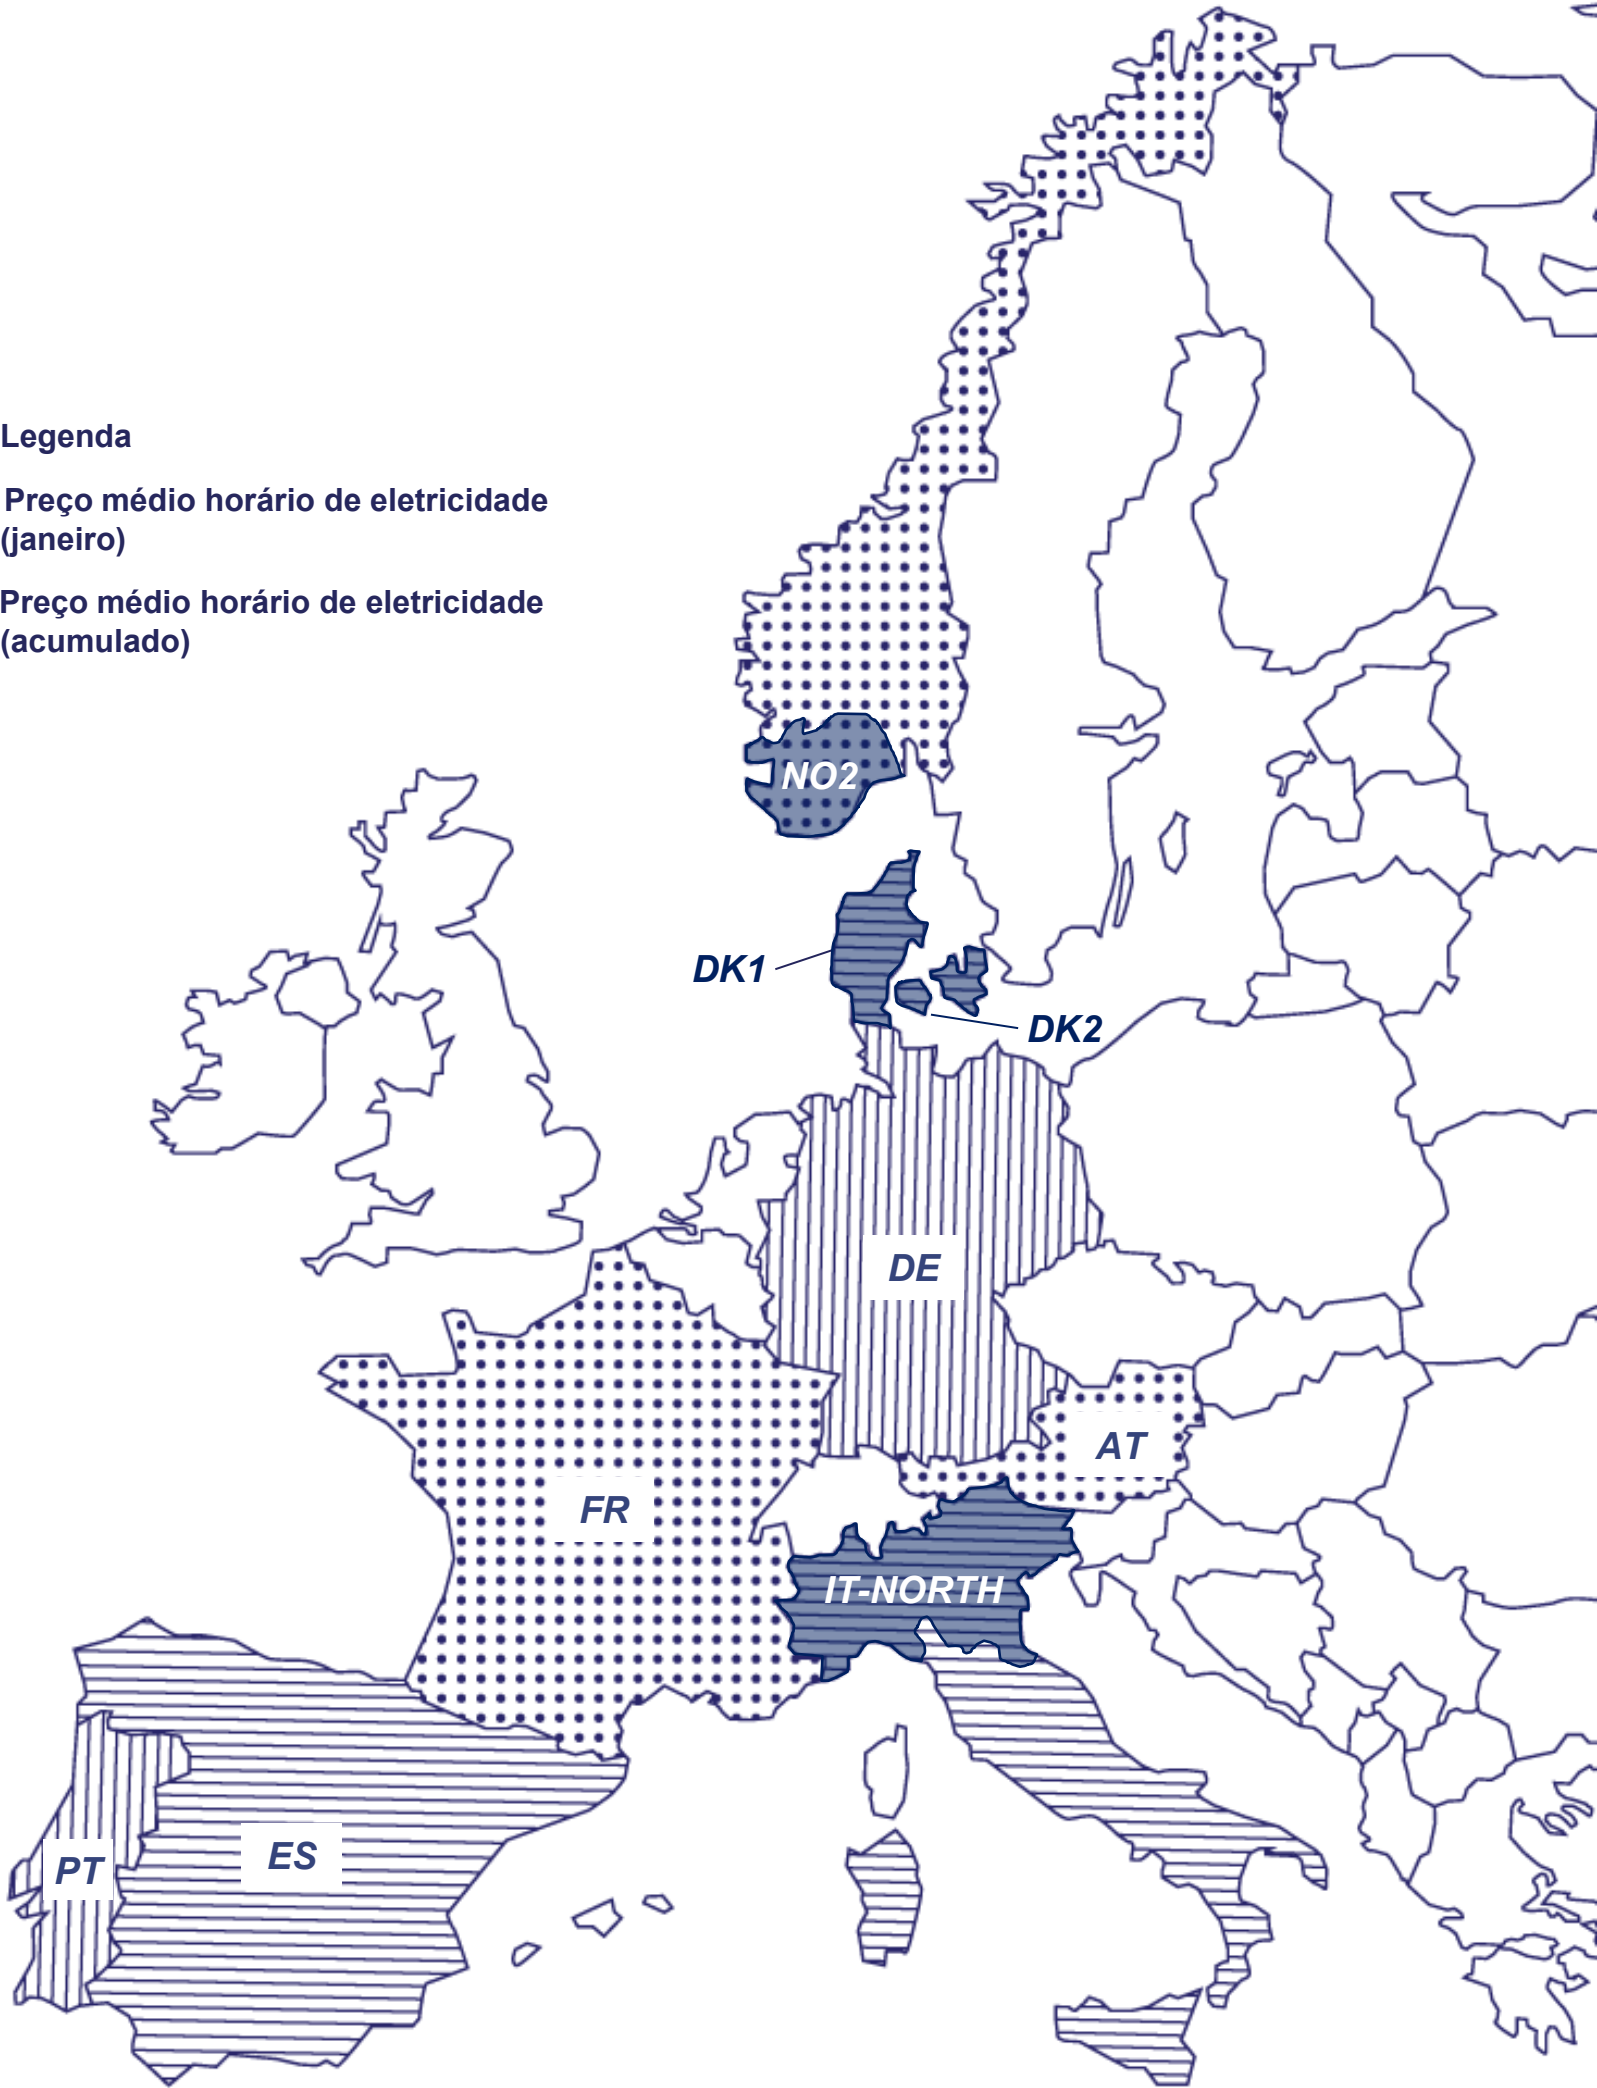 Legenda
Preço médio horário de eletricidade
(janeiro)
Preço médio horário de eletricidade
(acumulado)
NO2
DK1
DK2
DE
AT
FR
IT-NORTH
ES
PT